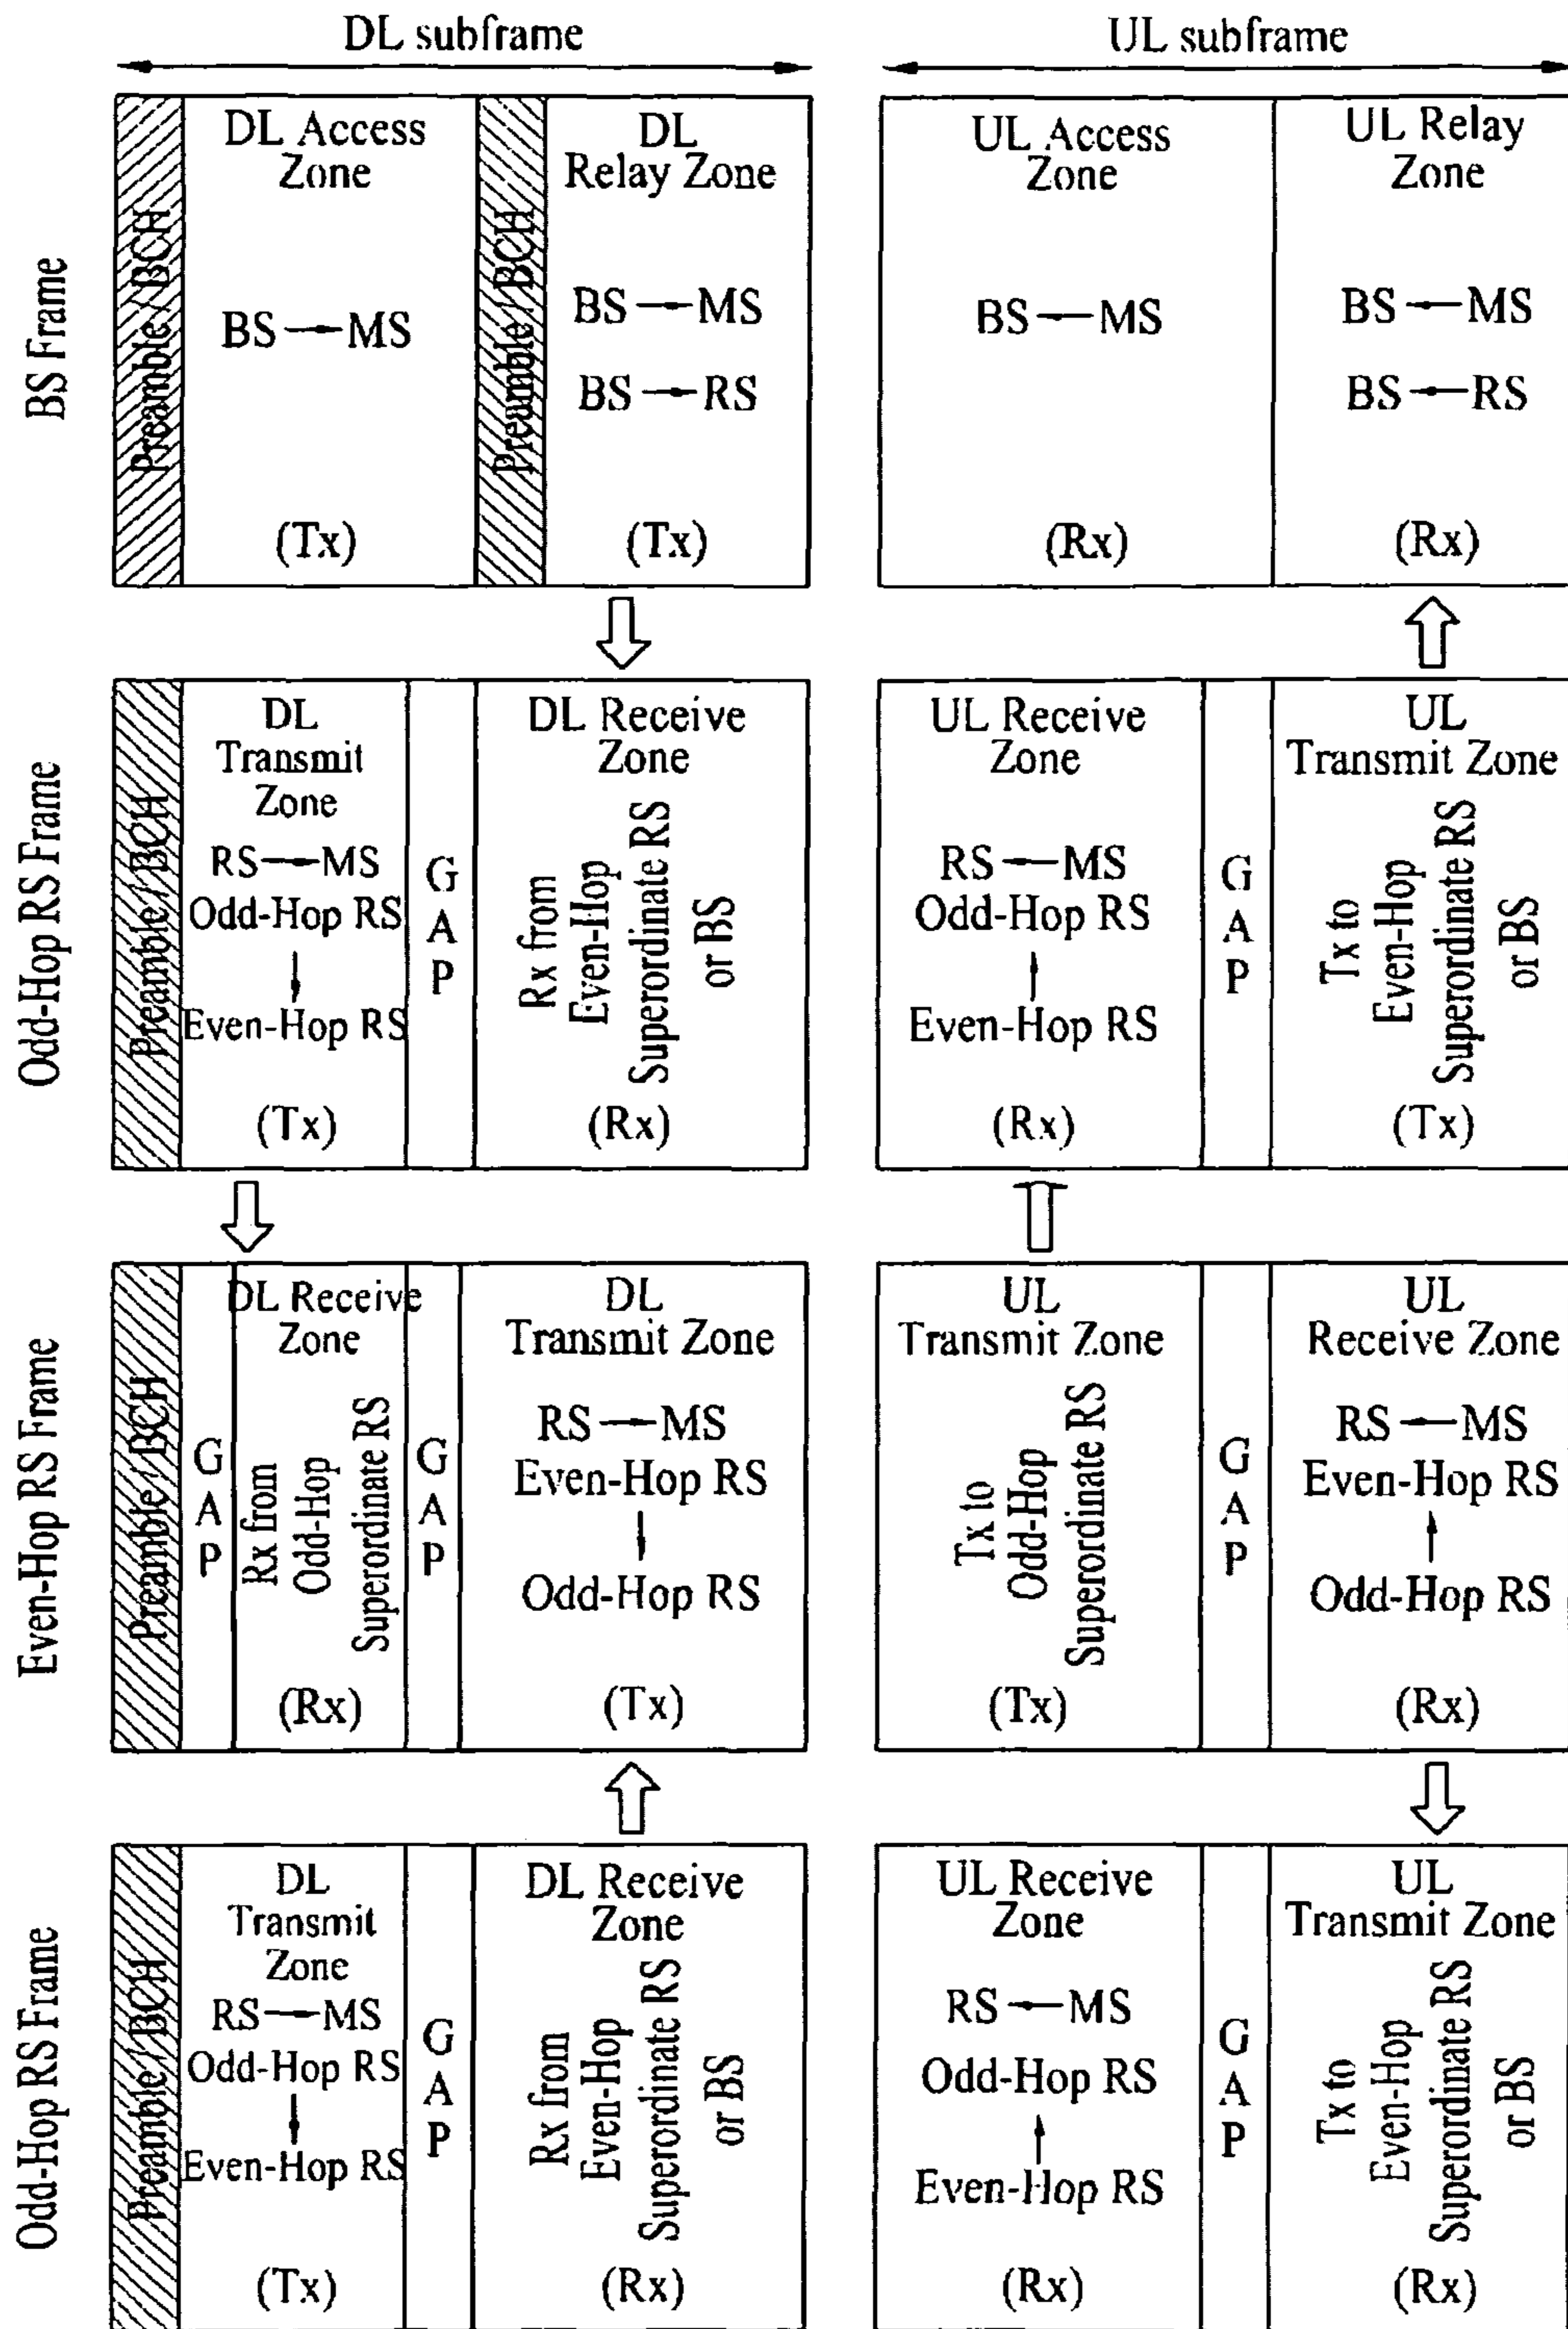 DL subframe
UL subframe
BS Frame
Preamble / BCH
DL Access
Zone
BS MS
(Tx)
Preamble / BCH
DL
Relay Zone
BS MS
BS RS
(Tx)
UL Access
Zone
BS MS
(Rx)
UL Relay
Zone
BS MS
BS RS
(Rx)
Odd-Hop RS Frame
Preamble / BCH
DL
Transmit
Zone
RS MS
Odd-Hop RS
Even-Hop RS
(Tx)
GAP
DL Receive
Zone
Rx from
Even-Hop
Superordinate RS
or BS
(Rx)
UL Receive
Zone
RS MS
Odd-Hop RS
Even-Hop RS
(Rx)
GAP
UL
Transmit Zone
Tx to
Even-Hop
Superordinate RS
or BS
(Tx)
Even-Hop RS Frame
Preamble / BCH
GAP
DL Receive
Zone
Rx from
Odd-Hop
Superordinate RS
(Rx)
GAP
DL
Transmit Zone
RS MS
Even-Hop RS
Odd-Hop RS
(Tx)
UL
Transmit Zone
Tx to
Odd-Hop
Superordinate RS
(Tx)
GAP
UL
Receive Zone
RS MS
Even-Hop RS
Odd-Hop RS
(Rx)
Odd-Hop RS Frame
Preamble / BCH
DL
Transmit
Zone
RS MS
Odd-Hop RS
Even-Hop RS
(Tx)
GAP
DL Receive
Zone
Rx from
Even-Hop
Superordinate RS
or BS
(Rx)
UL Receive
Zone
RS MS
Odd-Hop RS
Even-Hop RS
(Rx)
GAP
UL
Transmit Zone
Tx to
Even-Hop
Superordinate RS
or BS
(Rx)